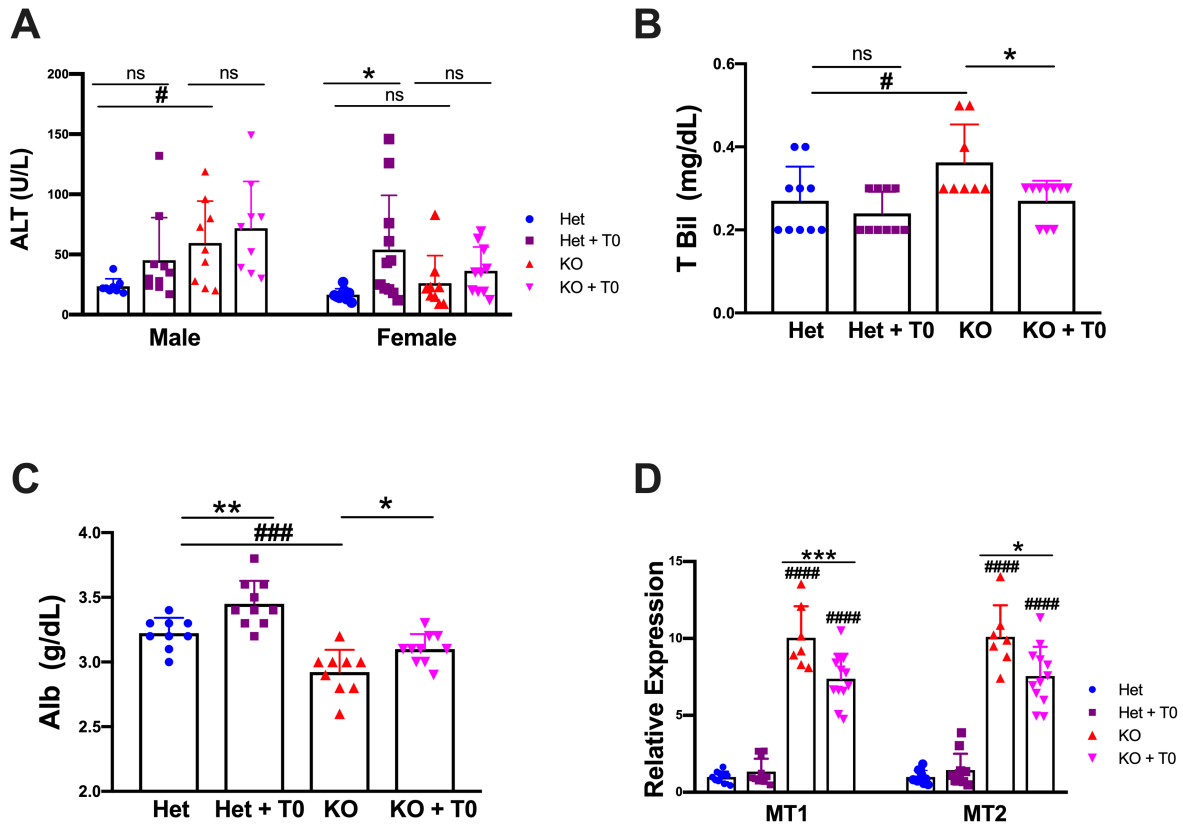 A
ALT (U/L)
200
150
100
50
0
ns
ns
#
*
ns
ns
Male
Female
Het
Het + T0
KO
KO + T0
B
T Bil (mg/dL)
0.6
0.4
0.2
0.0
ns
*
#
Het
Het + T0
KO
KO + T0
C
Alb (g/dL)
4.0
3.5
3.0
2.5
2.0
**
*
###
Het
Het + T0
KO
KO + T0
D
Relative Expression
15
10
5
0
***
####
####
*
####
####
MT1
MT2
Het
Het + T0
KO
KO + T0